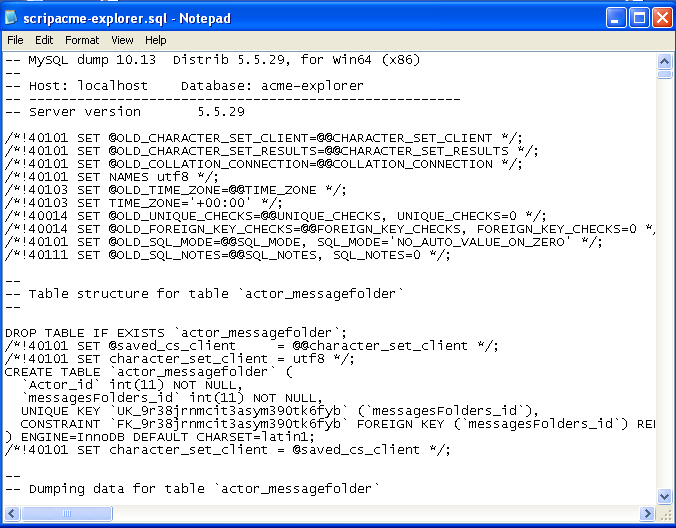 scripacme-explorer.sql - Notepad
File Edit Format View Help
-- MySQL dump 10.13  Distrib 5.5.29, for Win64 (x86)
--
-- Host: localhost    Database: acme-explorer
-- ------------------------------------------------------
-- Server version       5.5.29

/*!40101 SET @OLD_CHARACTER_SET_CLIENT=@@CHARACTER_SET_CLIENT */;
/*!40101 SET @OLD_CHARACTER_SET_RESULTS=@@CHARACTER_SET_RESULTS */;
/*!40101 SET @OLD_COLLATION_CONNECTION=@@COLLATION_CONNECTION */;
/*!40101 SET NAMES utf8 */;
/*!40103 SET @OLD_TIME_ZONE=@@TIME_ZONE */;
/*!40103 SET TIME_ZONE='+00:00' */;
/*!40014 SET @OLD_UNIQUE_CHECKS=@@UNIQUE_CHECKS, UNIQUE_CHECKS=0 */;
/*!40014 SET @OLD_FOREIGN_KEY_CHECKS=@@FOREIGN_KEY_CHECKS, FOREIGN_KEY_CHECKS=0 */
/*!40101 SET @OLD_SQL_MODE=@@SQL_MODE, SQL_MODE='NO_AUTO_VALUE_ON_ZERO' */;
/*!40111 SET @OLD_SQL_NOTES=@@SQL_NOTES, SQL_NOTES=0 */;

--
-- Table structure for table `actor_messagefolder`
--

DROP TABLE IF EXISTS `actor_messagefolder`;
/*!40101 SET @saved_cs_client     = @@character_set_client */;
/*!40101 SET character_set_client = utf8 */;
CREATE TABLE `actor_messagefolder` (
  `Actor_id` int(11) NOT NULL,
  `messagesFolders_id` int(11) NOT NULL,
  UNIQUE KEY `UK_9r38jrnmcit3asym390tk6fyb` (`messagesFolders_id`),
  CONSTRAINT `FK_9r38jrnmcit3asym390tk6fyb` FOREIGN KEY (`messagesFolders_id`)
) ENGINE=InnoDB DEFAULT CHARSET=latin1;
/*!40101 SET character_set_client = @saved_cs_client */;

--
-- Dumping data for table `actor_messagefolder`